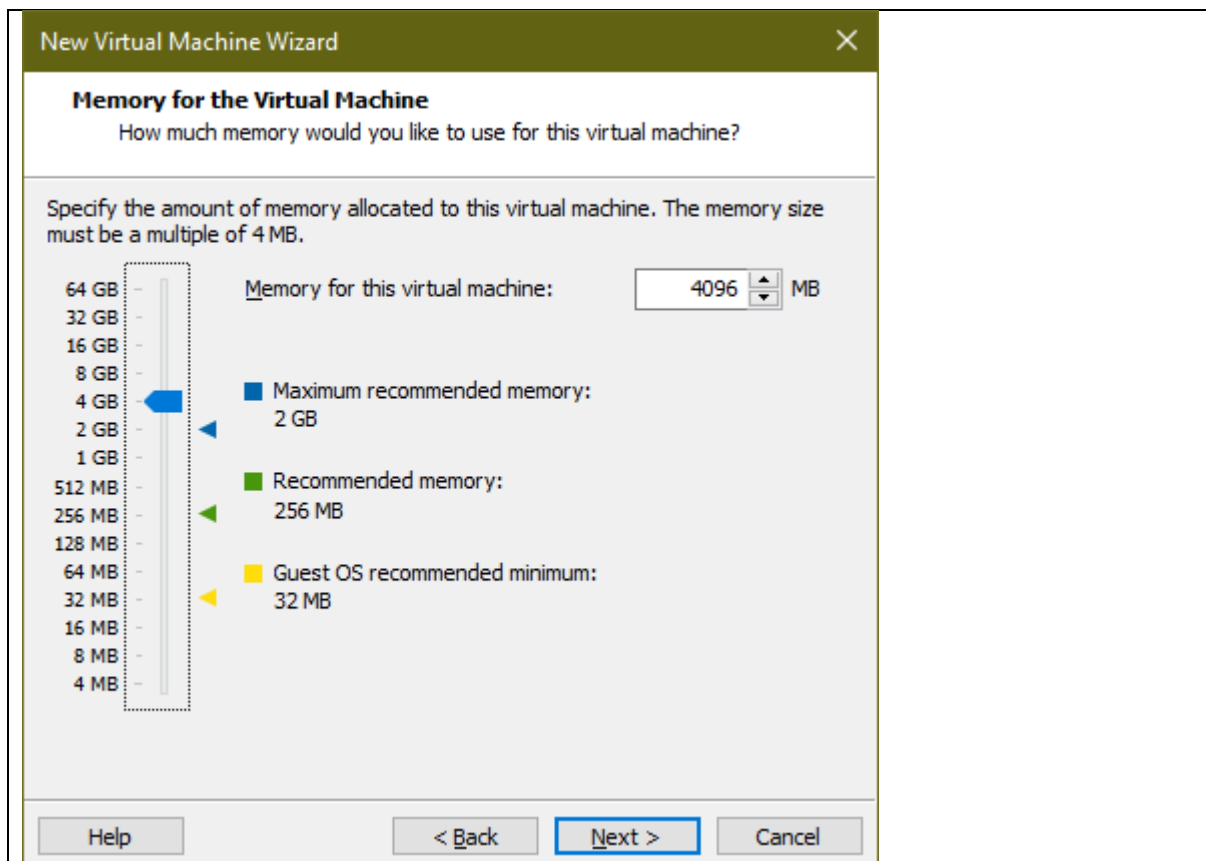 New Virtual Machine Wizard
Memory for the Virtual Machine
How much memory would you like to use for this virtual machine?
Specify the amount of memory allocated to this virtual machine. The memory size
must be a multiple of 4 MB.
64 GB
32 GB
16 GB
8 GB
4 GB
2 GB
1 GB
512 MB
256 MB
128 MB
64 MB
32 MB
16 MB
8 MB
4 MB
Memory for this virtual machine: 4096 MB
Maximum recommended memory:
2 GB
Recommended memory:
256 MB
Guest OS recommended minimum:
32 MB
Help < Back Next > Cancel